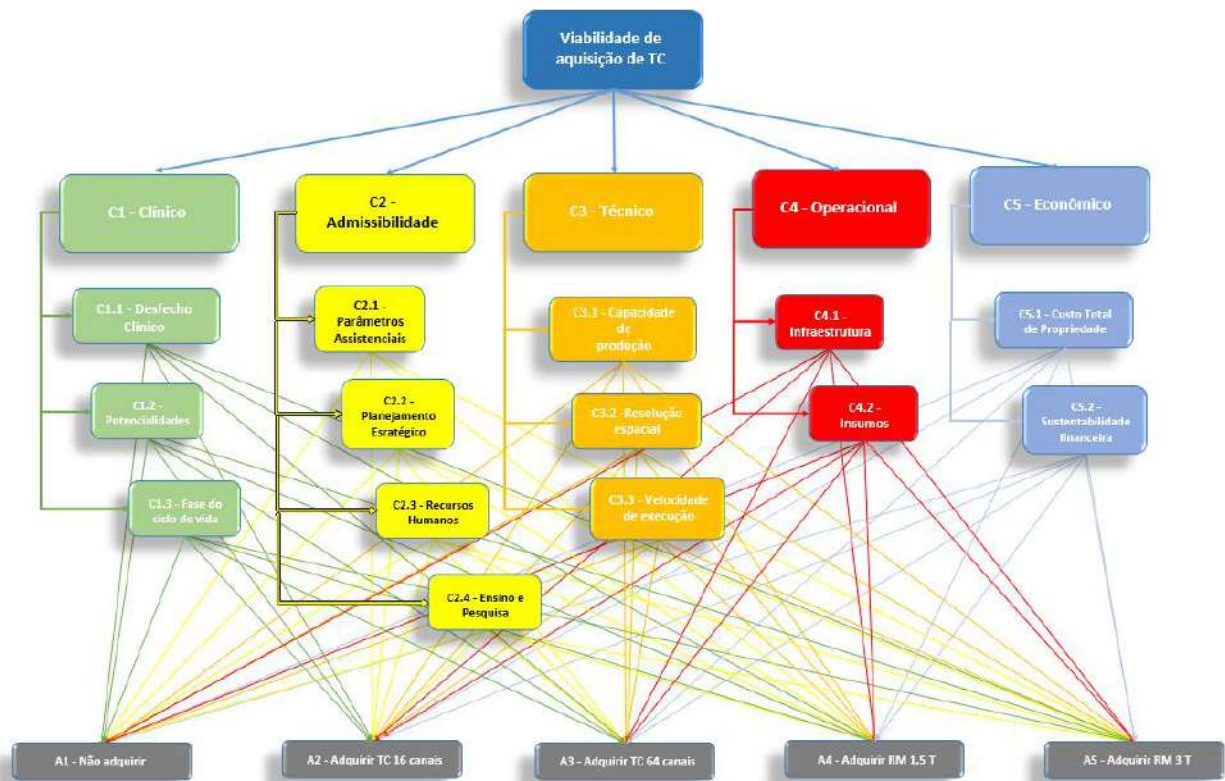 Viabilidade de
aquisição de TC
C1 - Clínico
C2 -
Admissibilidade
C3 - Técnico
C4 - Operacional
C5 - Econômico
C1.1 - Desfecho
Clínico
C2.1 -
Parâmetros
Assistenciais
C3.1 - Capacidade
de
produção
C4.1 -
Infraestrutura
C5.1 - Custo Total
de Propriedade
C1.2 -
Potencialidades
C2.2 -
Planejamento
Esratégico
C3.2 - Resolução
espacial
C4.2 -
Insumos
C5.2 -
Sustentabilidade
financeira
C1.3 - Fase do
ciclo de vida
C2.3 - Recursos
Humanos
C3.3 - Velocidade
de execução
C2.4 - Ensino e
Pesquisa
A1 - Não adquirir
A2 - Adquirir TC 16 canais
A3 - Adquirir TC 64 canais
A4 - Adquirir RM 1,5 T
A5 - Adquirir RM 3 T